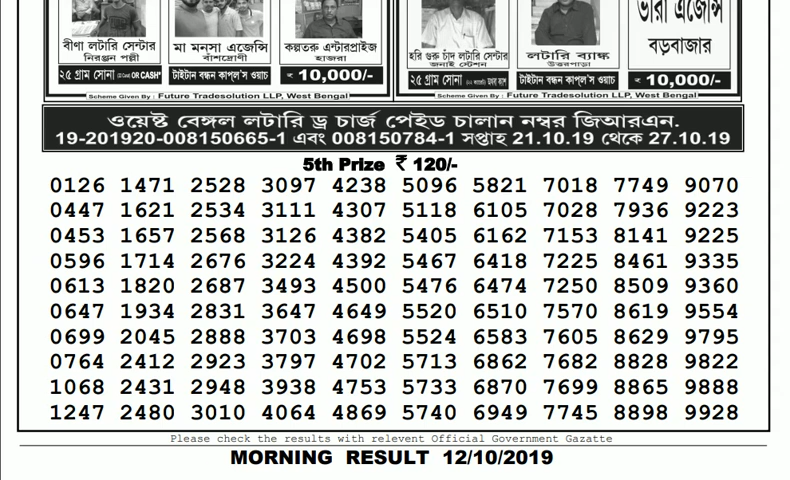 ভারী এজেন্সি
বড়বাজার
বীণা লটারি সেন্টার
নিরঞ্জন পল্লী
২৫ গ্রাম সোনা OR CASH*
মা মনসা এজেন্সি
বাঁশদ্রোণী
টাইটান বন্ধন কাপ্‌ল'স ওয়াচ
কল্পতরু এন্টারপ্রাইজ
হাজরা
₹ 10,000/-
Scheme Given By : Future Tradesolution LLP, West Bengal
হরি গুরু চাঁদ লটারি সেন্টার
জনাই স্টেশন
২৫ গ্রাম সোনা
লটারি ব্যাঙ্ক
উত্তরপাড়া
টাইটান বন্ধন কাপ্‌ল'স ওয়াচ
₹ 10,000/-
Scheme Given By : Future Tradesolution LLP, West Bengal
ওয়েষ্ট বেঙ্গল লটারি ড্র চার্জ পেইড চালান নম্বর জিআরএন.
19-201920-008150665-1 এবং 008150784-1 সপ্তাহ 21.10.19 থেকে 27.10.19
5th Prize ₹ 120/-
0126 1471 2528 3097 4238 5096 5821 7018 7749 9070
0447 1621 2534 3111 4307 5118 6105 7028 7936 9223
0453 1657 2568 3126 4382 5405 6162 7153 8141 9225
0596 1714 2676 3224 4392 5467 6418 7225 8461 9335
0613 1820 2687 3493 4500 5476 6474 7250 8509 9360
0647 1934 2831 3647 4649 5520 6510 7570 8619 9554
0699 2045 2888 3703 4698 5524 6583 7605 8629 9795
0764 2412 2923 3797 4702 5713 6862 7682 8828 9822
1068 2431 2948 3938 4753 5733 6870 7699 8865 9888
1247 2480 3010 4064 4869 5740 6949 7745 8898 9928
Please check the results with relevent Official Government Gazatte
MORNING RESULT 12/10/2019